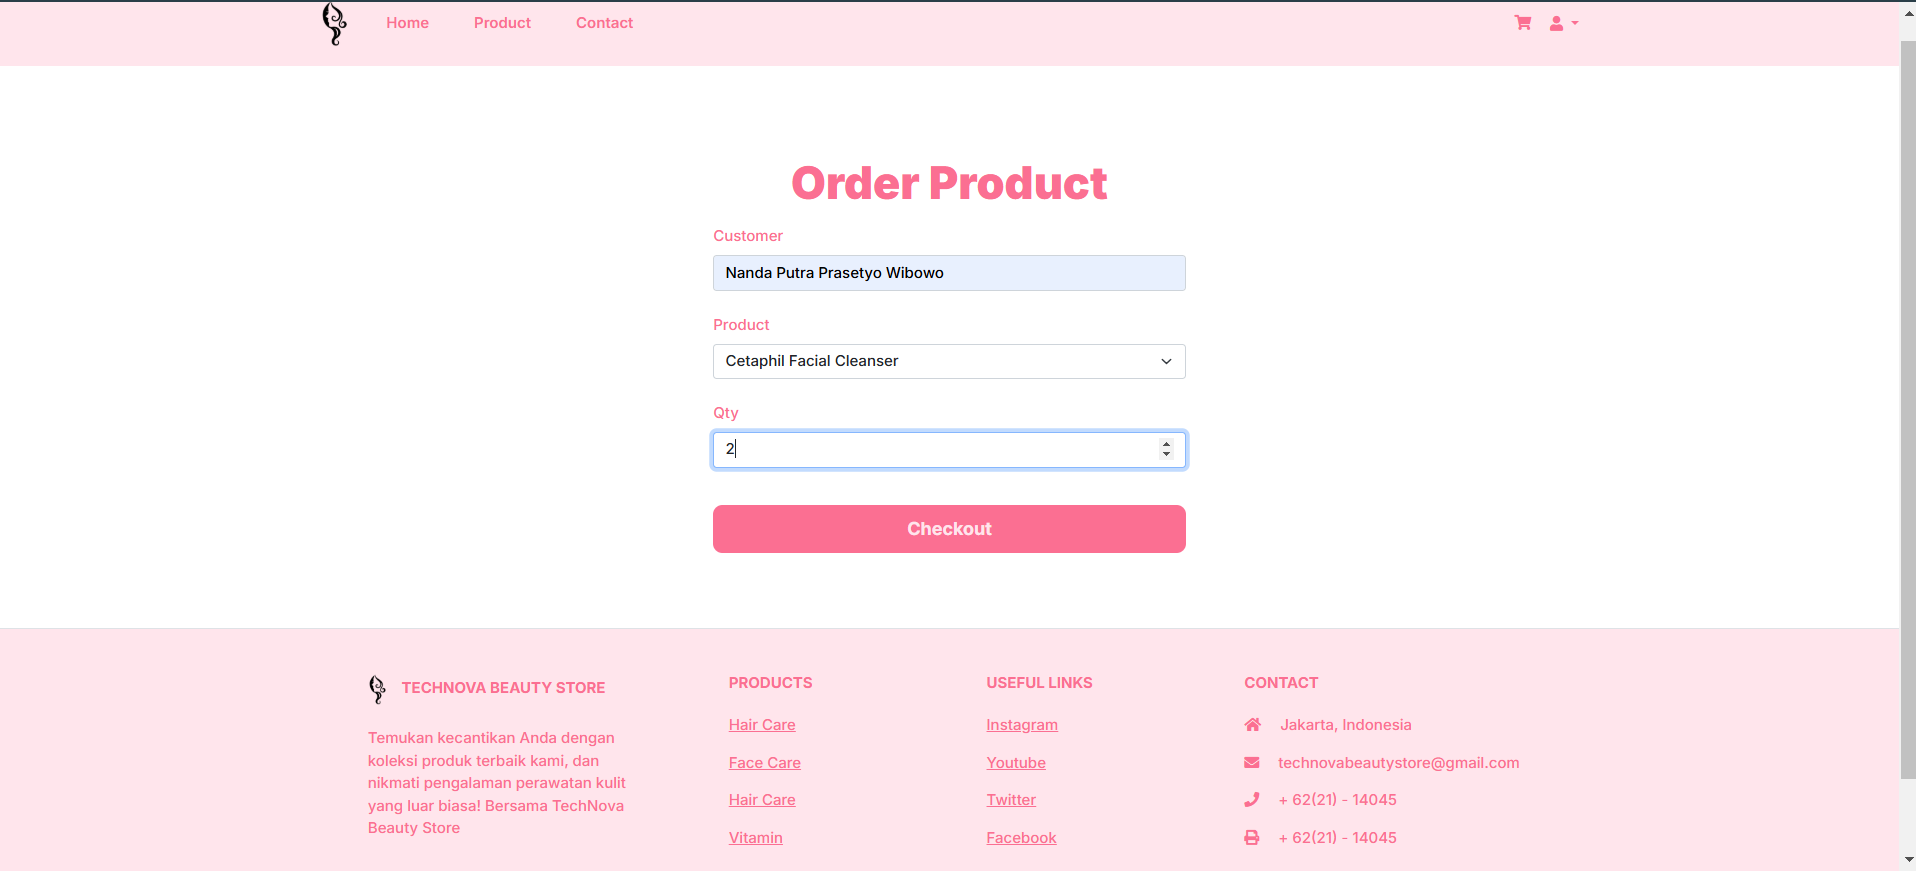 Home Product Contact
Order Product
Customer
Nanda Putra Prasetyo Wibowo
Product
Cetaphil Facial Cleanser
Qty
2
Checkout
TECHNOVA BEAUTY STORE
Temukan kecantikan Anda dengan
koleksi produk terbaik kami, dan
nikmati pengalaman perawatan kulit
yang luar biasa! Bersama TechNova
Beauty Store
PRODUCTS
Hair Care
Face Care
Hair Care
Vitamin
USEFUL LINKS
Instagram
Youtube
Twitter
Facebook
CONTACT
Jakarta, Indonesia
technovabeautystore@gmail.com
+ 62(21) - 14045
+ 62(21) - 14045